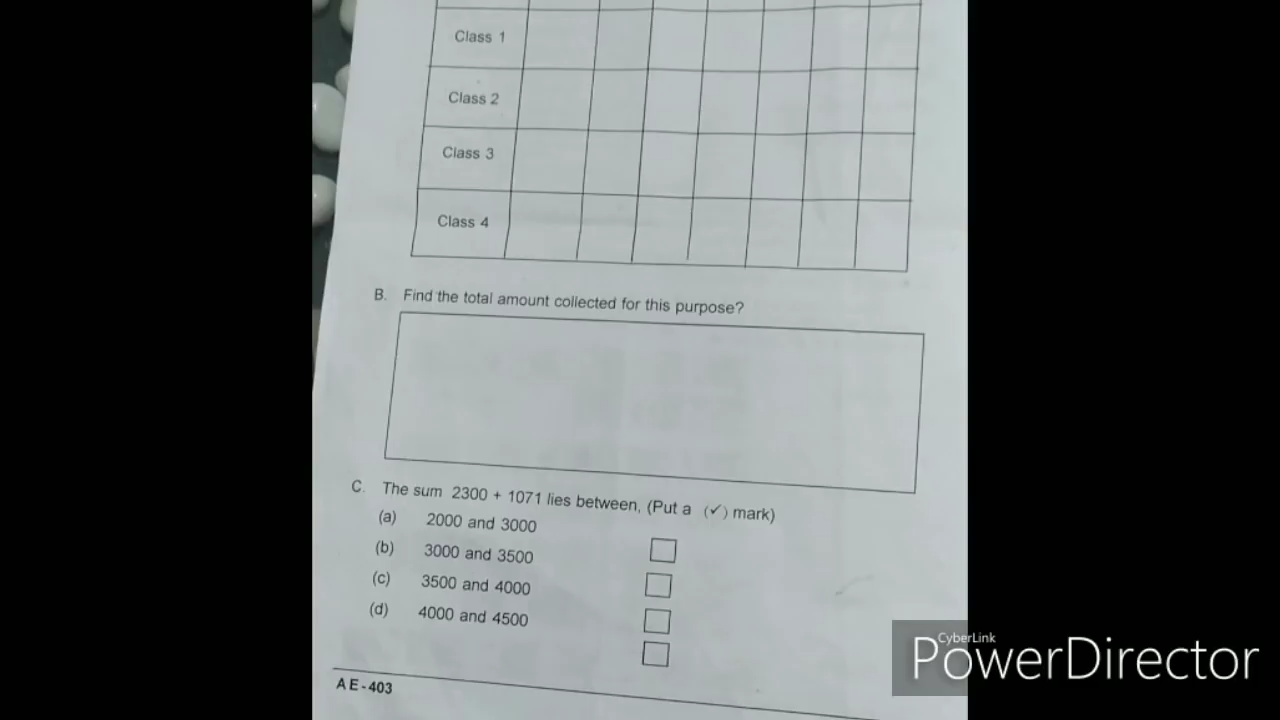 Class 1
Class 2
Class 3
Class 4
B. Find the total amount collected for this purpose?
C. The sum 2300 + 1071 lies between, (Put a (✓) mark)
(a) 2000 and 3000
(b) 3000 and 3500
(c) 3500 and 4000
(d) 4000 and 4500
AE-403
CyberLink
PowerDirector